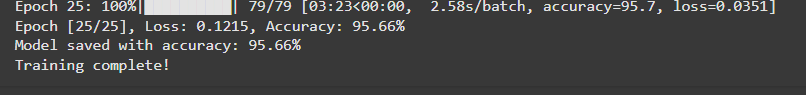 Epoch 25: 100%|██████████| 79/79 [03:23<00:00,  2.58s/batch, accuracy=95.7, loss=0.0351]
Epoch [25/25], Loss: 0.1215, Accuracy: 95.66%
Model saved with accuracy: 95.66%
Training complete!